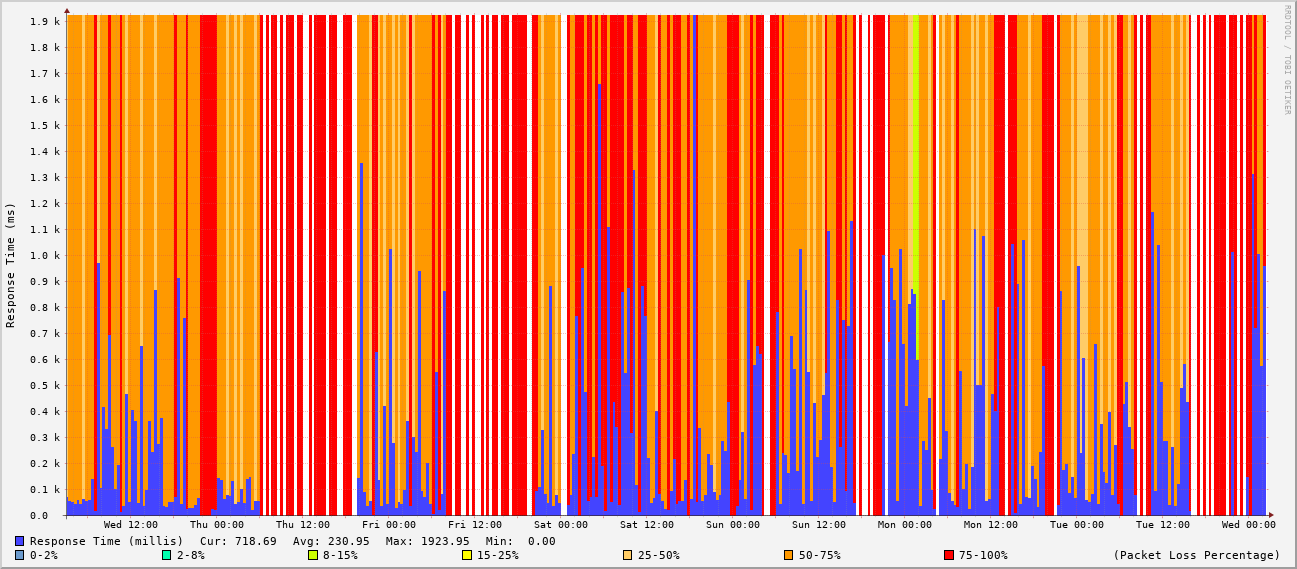 1.9 k
1.8 k
1.7 k
1.6 k
1.5 k
1.4 k
1.3 k
1.2 k
1.1 k
1.0 k
0.9 k
0.8 k
0.7 k
0.6 k
0.5 k
0.4 k
0.3 k
0.2 k
0.1 k
0.0
Response Time (ms)
RRDTOOL / TOBI OETIKER
Wed 12:00 Thu 00:00 Thu 12:00 Fri 00:00 Fri 12:00 Sat 00:00 Sat 12:00 Sun 00:00 Sun 12:00 Mon 00:00 Mon 12:00 Tue 00:00 Tue 12:00 Wed 00:00
Response Time (millis) Cur: 718.69 Avg: 230.95 Max: 1923.95 Min: 0.00
0-2% 2-8% 8-15% 15-25% 25-50% 50-75% 75-100% (Packet Loss Percentage)